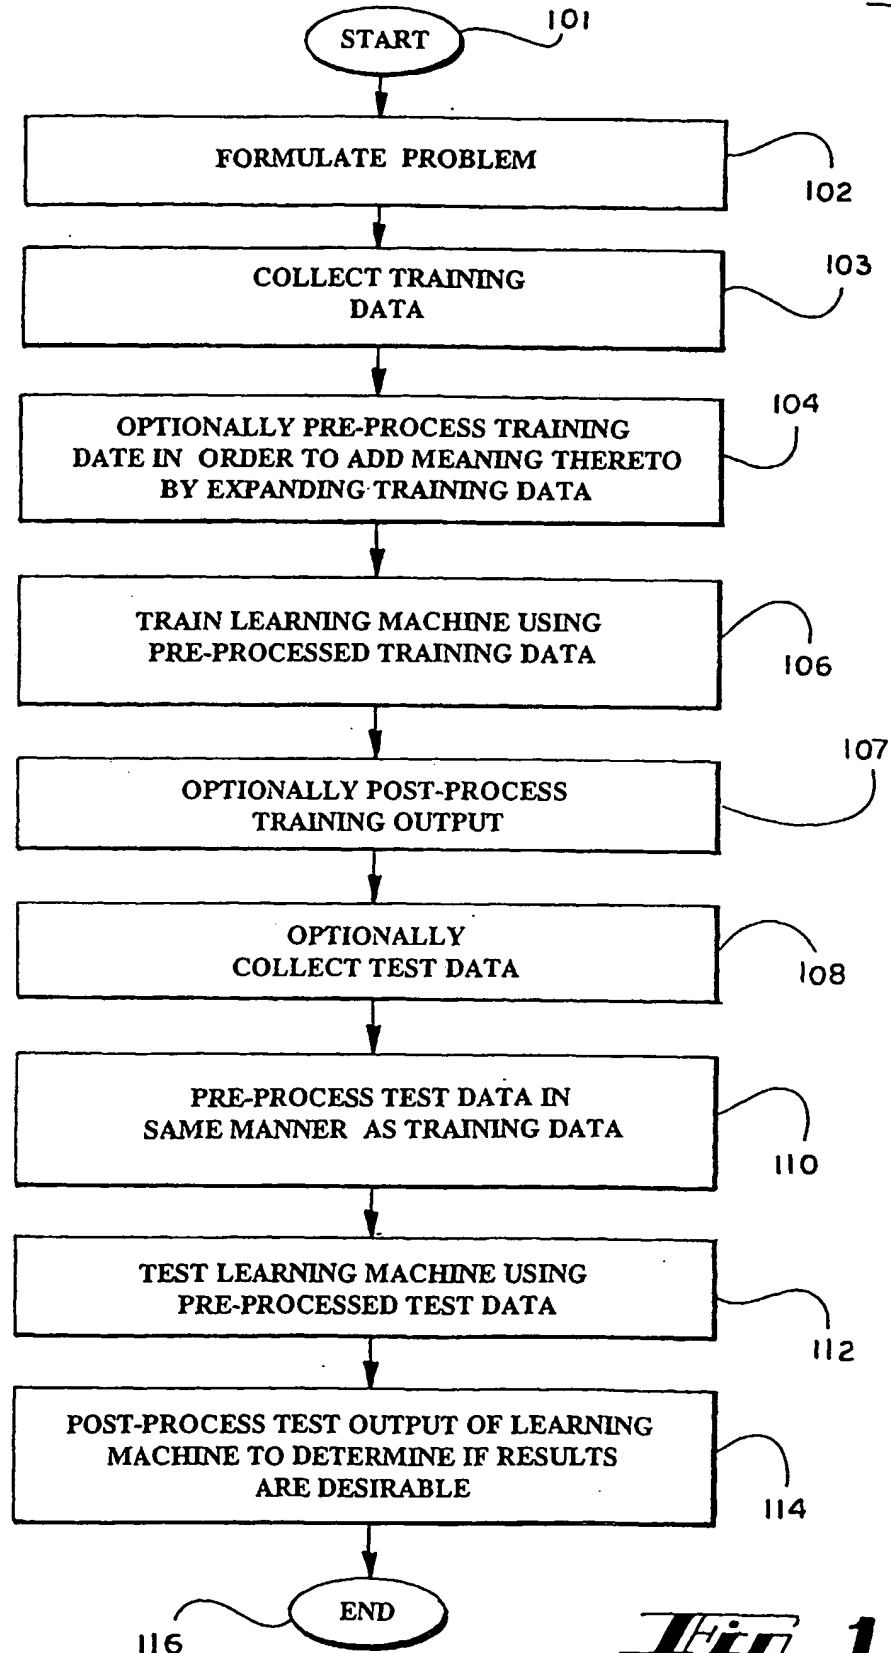 START
101
FORMULATE PROBLEM
102
COLLECT TRAINING
DATA
103
OPTIONALLY PRE-PROCESS TRAINING
DATE IN ORDER TO ADD MEANING THERETO
BY EXPANDING TRAINING DATA
104
TRAIN LEARNING MACHINE USING
PRE-PROCESSED TRAINING DATA
106
OPTIONALLY POST-PROCESS
TRAINING OUTPUT
107
OPTIONALLY
COLLECT TEST DATA
108
PRE-PROCESS TEST DATA IN
SAME MANNER AS TRAINING DATA
110
TEST LEARNING MACHINE USING
PRE-PROCESSED TEST DATA
112
POST-PROCESS TEST OUTPUT OF LEARNING
MACHINE TO DETERMINE IF RESULTS
ARE DESIRABLE
114
END
116
Fig. 1